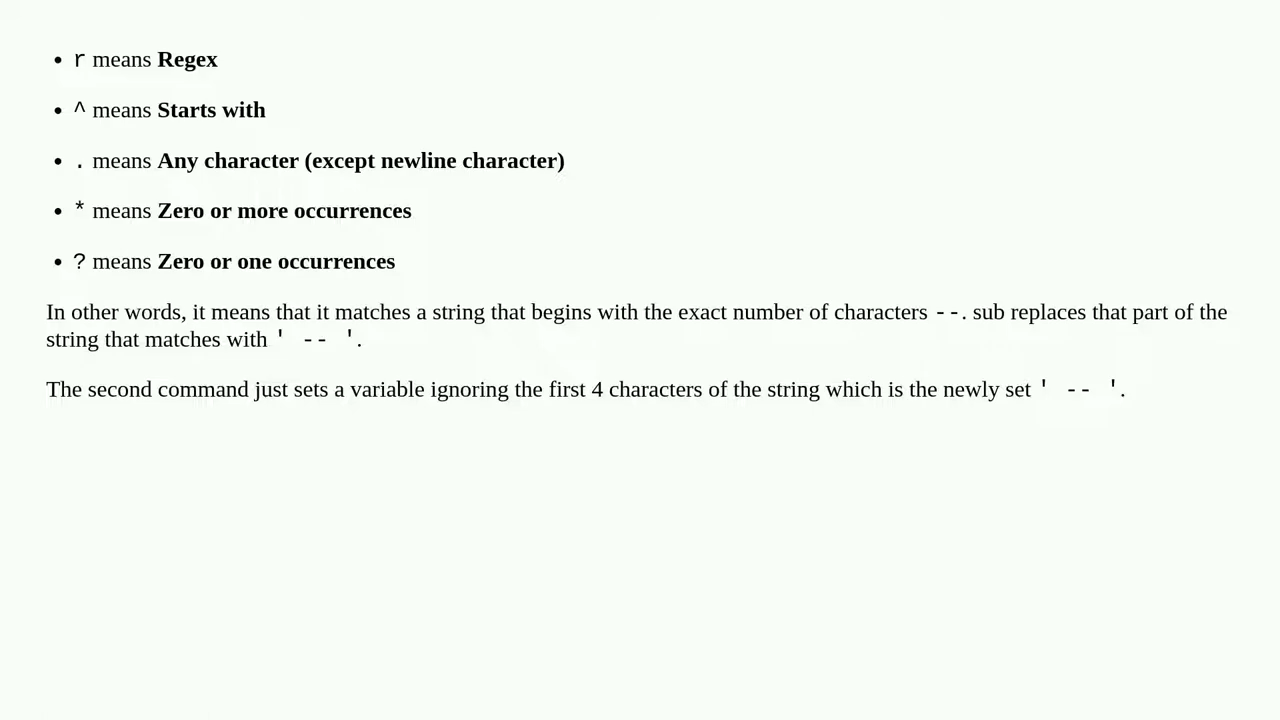 • r means Regex
• ^ means Starts with
• . means Any character (except newline character)
• * means Zero or more occurrences
• ? means Zero or one occurrences
In other words, it means that it matches a string that begins with the exact number of characters --. sub replaces that part of the
string that matches with ' -- '.
The second command just sets a variable ignoring the first 4 characters of the string which is the newly set ' -- '.